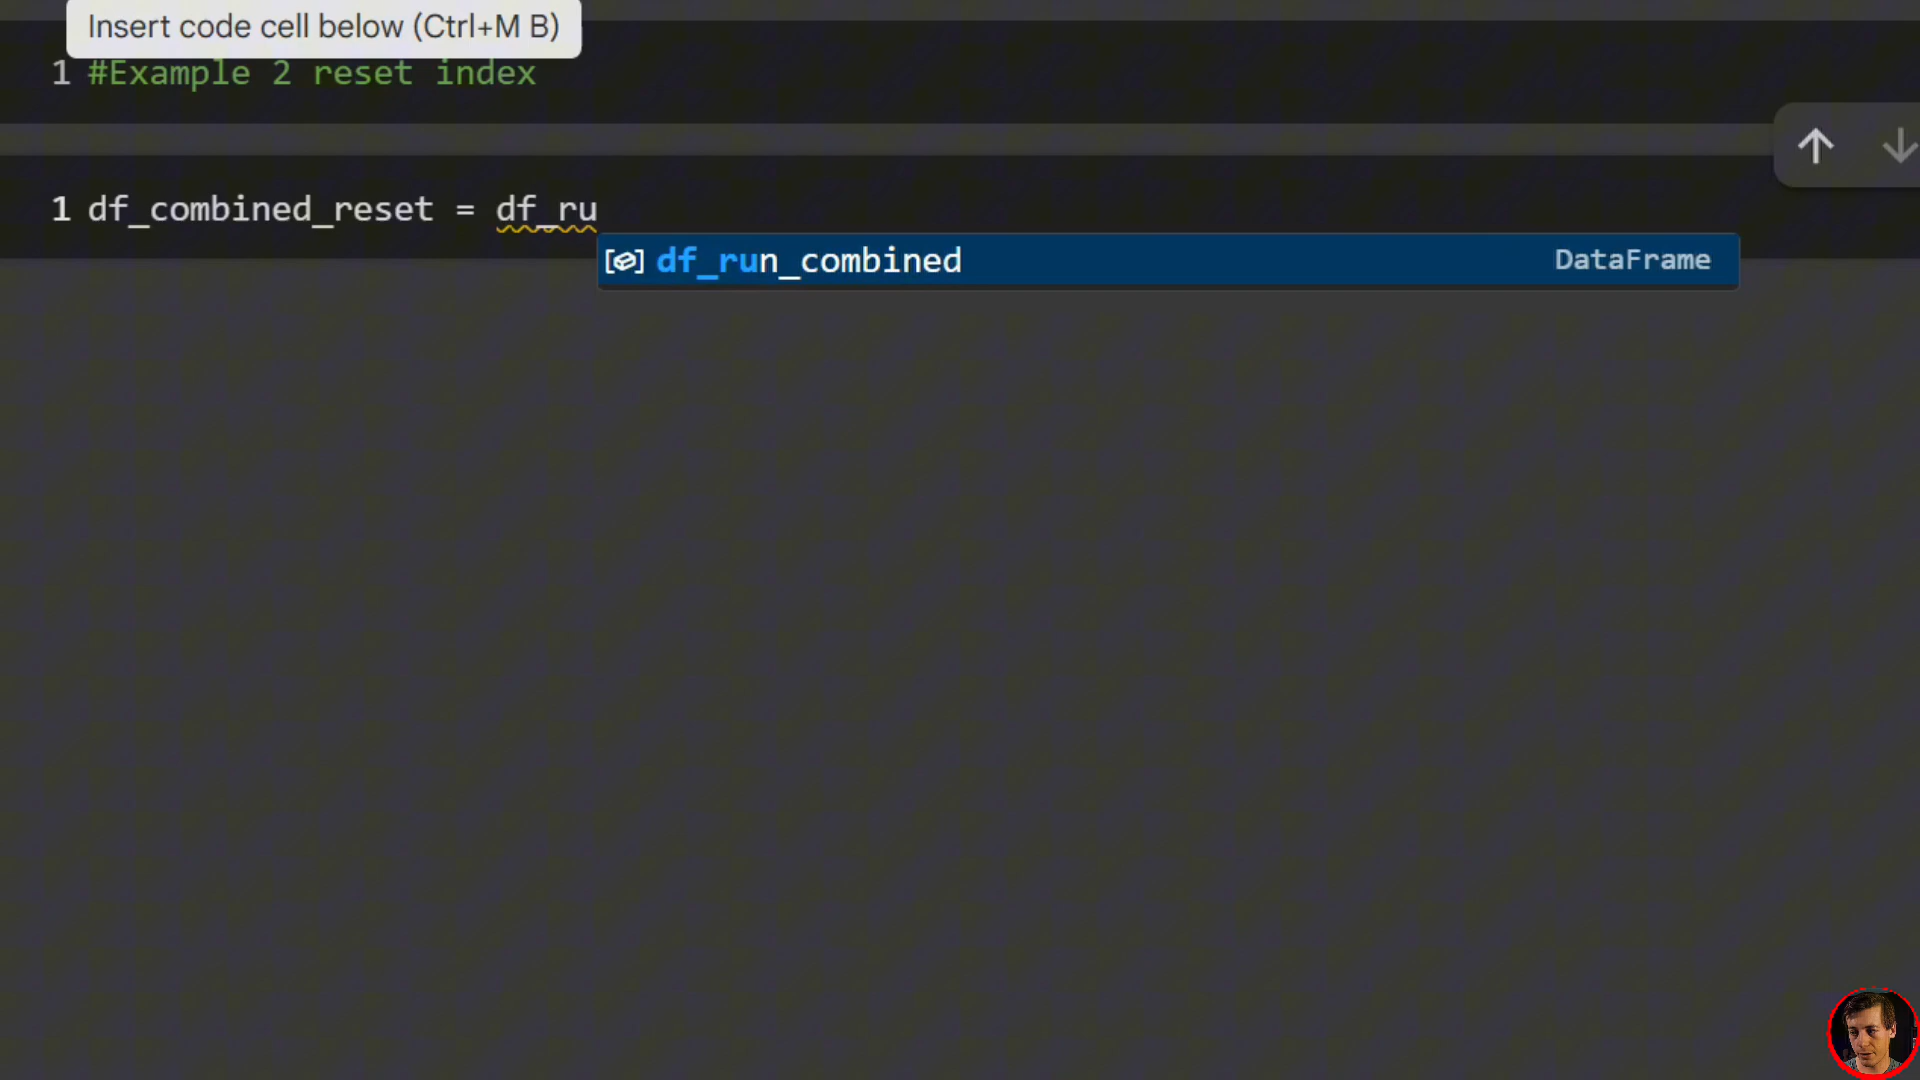 Insert code cell below (Ctrl+M B)
1 #Example 2 reset index
1 df_combined_reset = df_ru
df_run_combined DataFrame